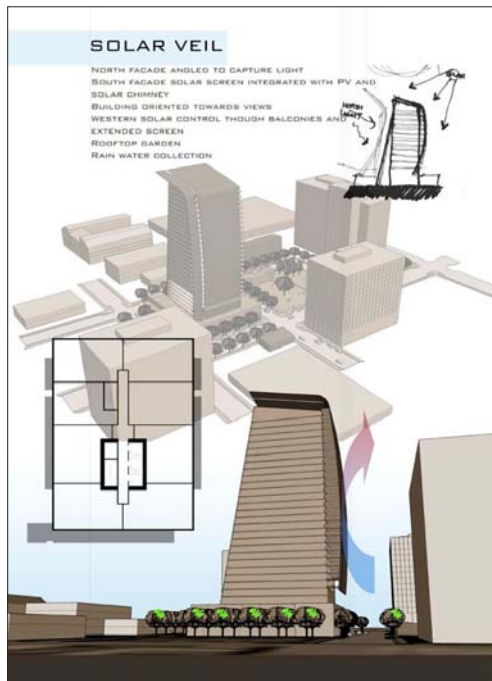 SOLAR VEIL
NORTH FACADE ANGLED TO CAPTURE LIGHT
SOUTH FACADE SOLAR SCREEN INTEGRATED WITH PV AND
SOLAR CHIMNEY
BUILDING ORIENTED TOWARDS VIEWS
WESTERN SOLAR CONTROL THOUGH BALCONIES AND
EXTENDED SCREEN
ROOFTOP GARDEN
RAIN WATER COLLECTION
NORTH
LIGHT